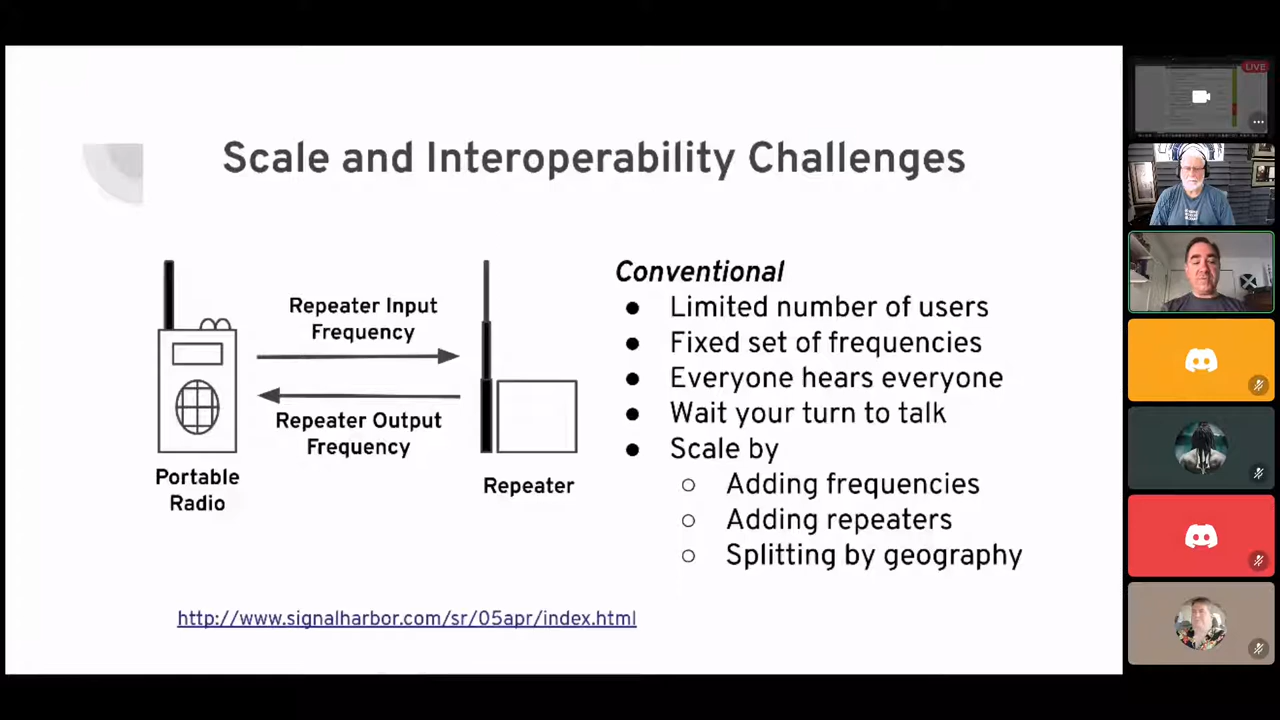 Scale and Interoperability Challenges
Repeater Input
Frequency
Repeater Output
Frequency
Portable
Radio
Repeater
Conventional
● Limited number of users
● Fixed set of frequencies
● Everyone hears everyone
● Wait your turn to talk
● Scale by
○ Adding frequencies
○ Adding repeaters
○ Splitting by geography
http://www.signalharbor.com/sr/05apr/index.html
LIVE